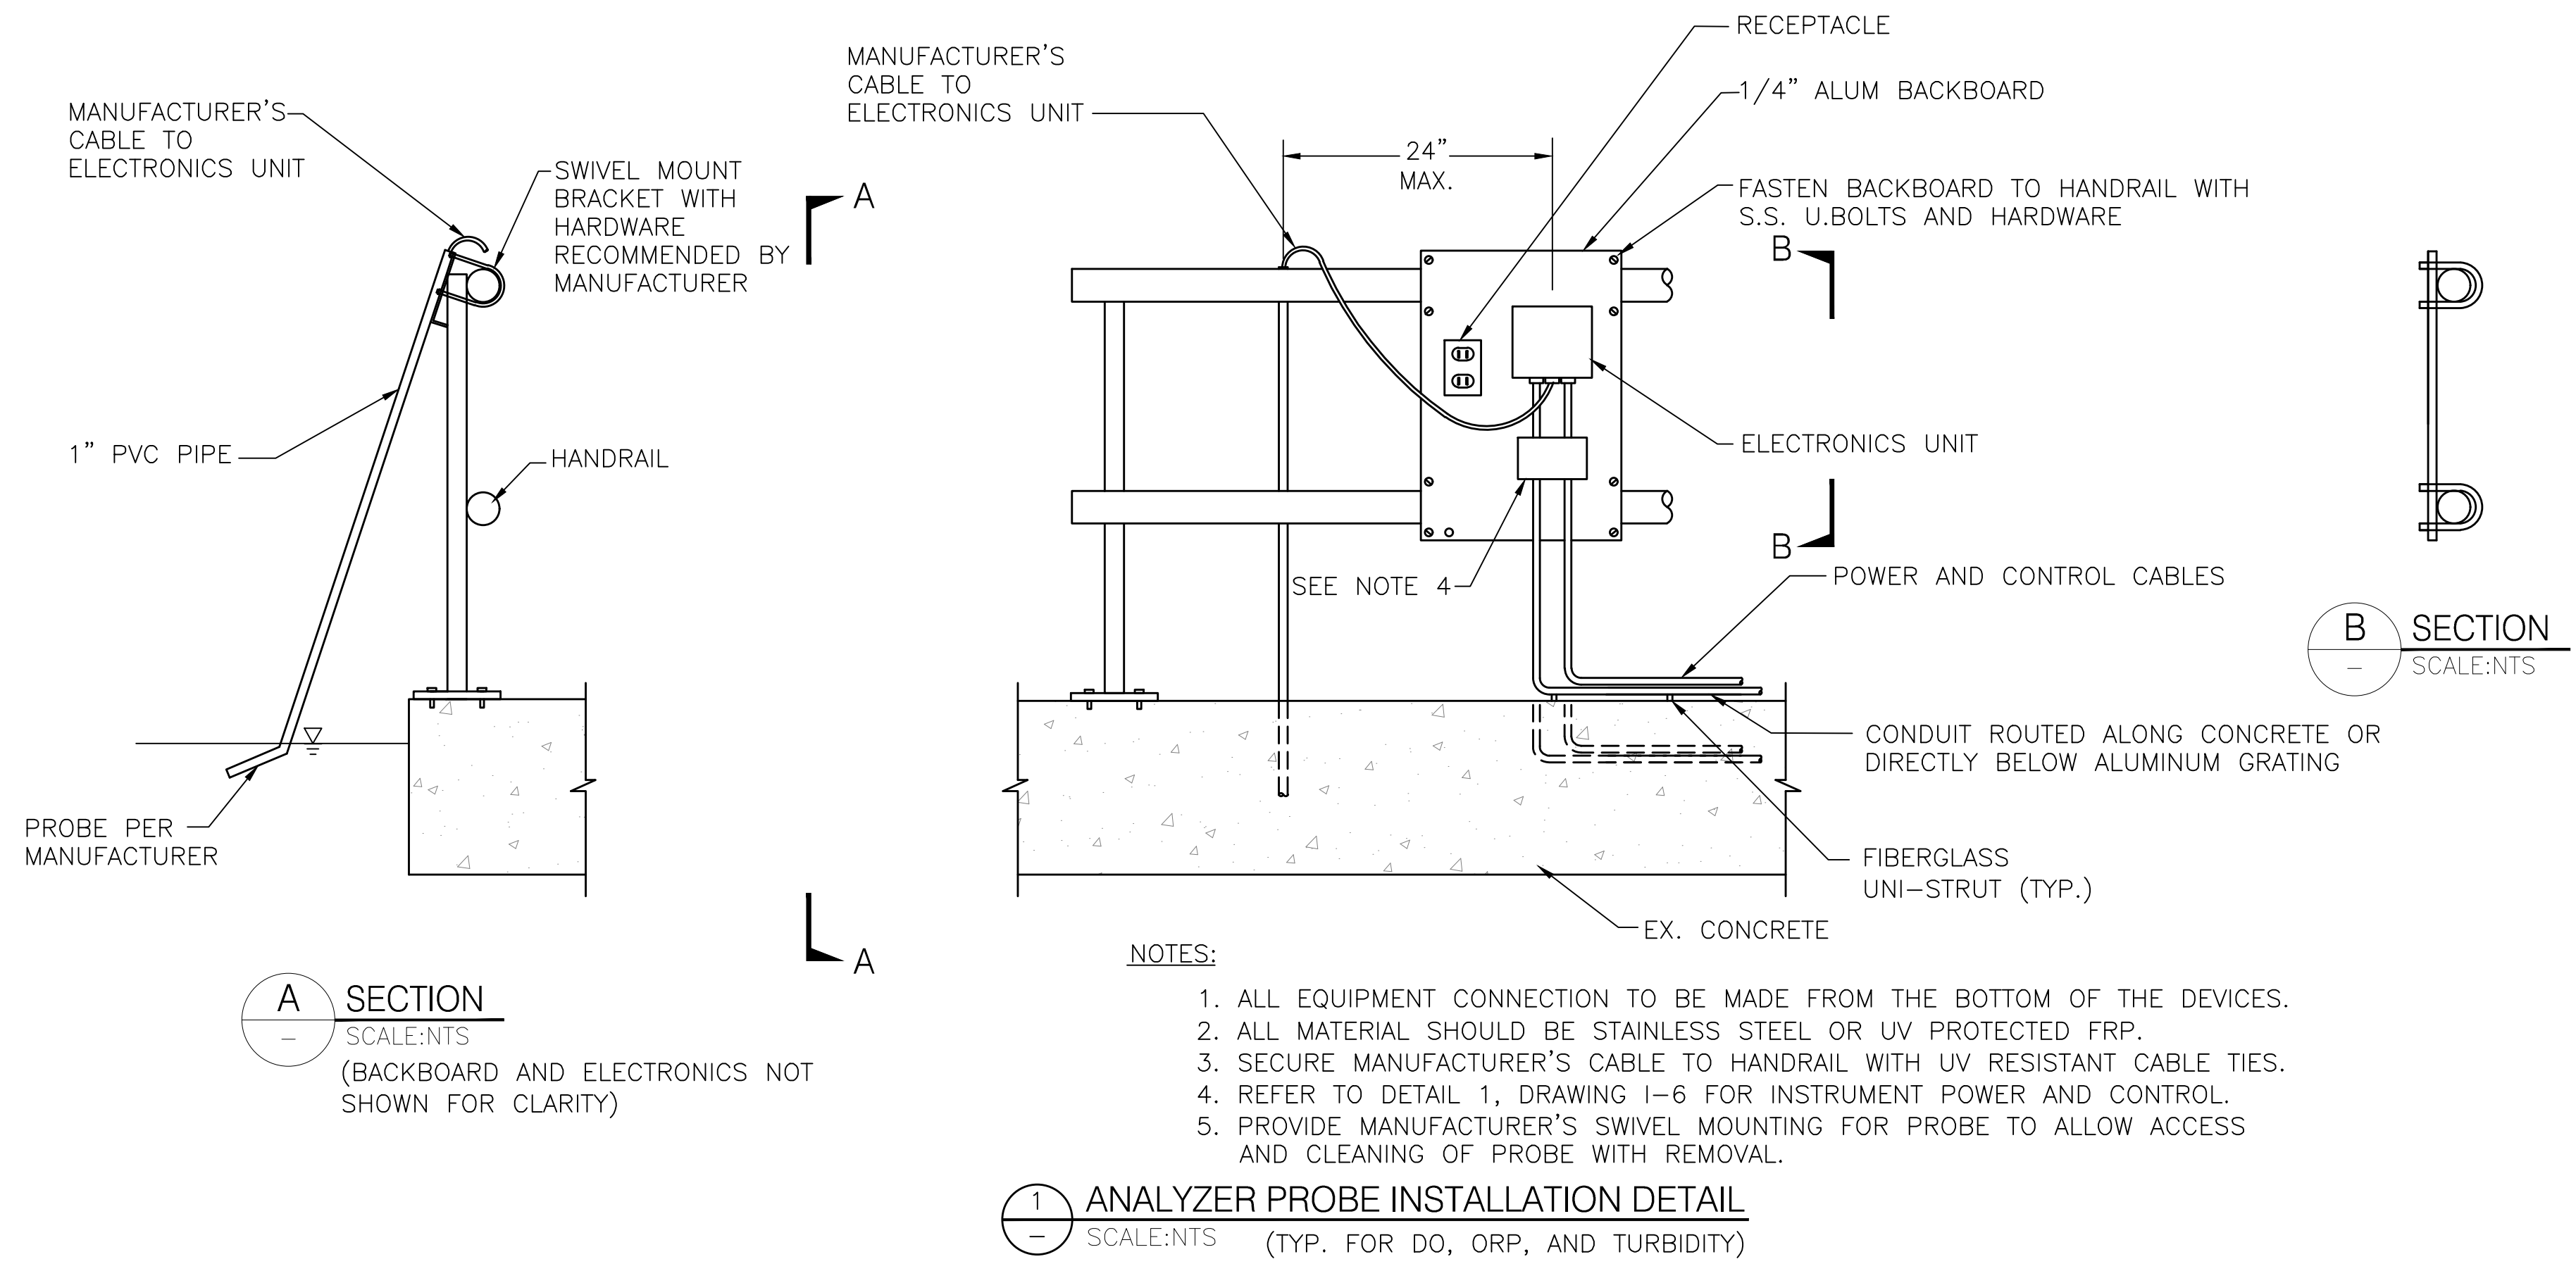 MANUFACTURER'S
CABLE TO
ELECTRONICS UNIT
SWIVEL MOUNT
BRACKET WITH
HARDWARE
RECOMMENDED BY
MANUFACTURER
1" PVC PIPE
HANDRAIL
PROBE PER
MANUFACTURER
A
A
A
SECTION
–
SCALE:NTS
(BACKBOARD AND ELECTRONICS NOT
SHOWN FOR CLARITY)
MANUFACTURER'S
CABLE TO
ELECTRONICS UNIT
24"
MAX.
RECEPTACLE
1/4" ALUM BACKBOARD
FASTEN BACKBOARD TO HANDRAIL WITH
S.S. U.BOLTS AND HARDWARE
B
ELECTRONICS UNIT
B
SEE NOTE 4
POWER AND CONTROL CABLES
CONDUIT ROUTED ALONG CONCRETE OR
DIRECTLY BELOW ALUMINUM GRATING
FIBERGLASS
UNI-STRUT (TYP.)
EX. CONCRETE
B
SECTION
–
SCALE:NTS
NOTES:
1. ALL EQUIPMENT CONNECTION TO BE MADE FROM THE BOTTOM OF THE DEVICES.
2. ALL MATERIAL SHOULD BE STAINLESS STEEL OR UV PROTECTED FRP.
3. SECURE MANUFACTURER'S CABLE TO HANDRAIL WITH UV RESISTANT CABLE TIES.
4. REFER TO DETAIL 1, DRAWING I-6 FOR INSTRUMENT POWER AND CONTROL.
5. PROVIDE MANUFACTURER'S SWIVEL MOUNTING FOR PROBE TO ALLOW ACCESS
AND CLEANING OF PROBE WITH REMOVAL.
1
ANALYZER PROBE INSTALLATION DETAIL
–
SCALE:NTS
(TYP. FOR DO, ORP, AND TURBIDITY)